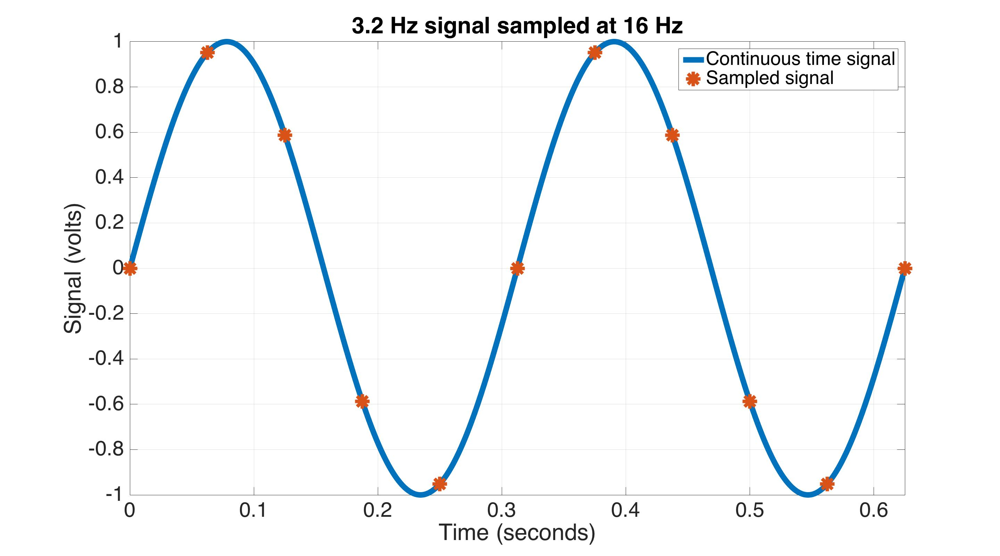 3.2 Hz signal sampled at 16 Hz
1
0.8
0.6
0.4
0.2
0
-0.2
-0.4
-0.6
-0.8
-1
Signal (volts)
Continuous time signal
Sampled signal
0 0.1 0.2 0.3 0.4 0.5 0.6
Time (seconds)